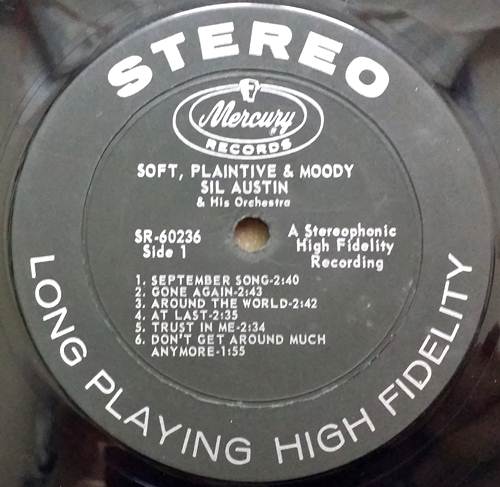 STEREO
Mercury
RECORDS
SOFT, PLAINTIVE & MOODY
SIL AUSTIN
& His Orchestra
SR-60236
Side 1
A Stereophonic
High Fidelity
Recording
1. SEPTEMBER SONG-2:40
2. GONE AGAIN-2:43
3. AROUND THE WORLD-2:42
4. AT LAST-2:35
5. TRUST IN ME-2:34
6. DON'T GET AROUND MUCH
ANYMORE-1:55
LONG PLAYING HIGH FIDELITY